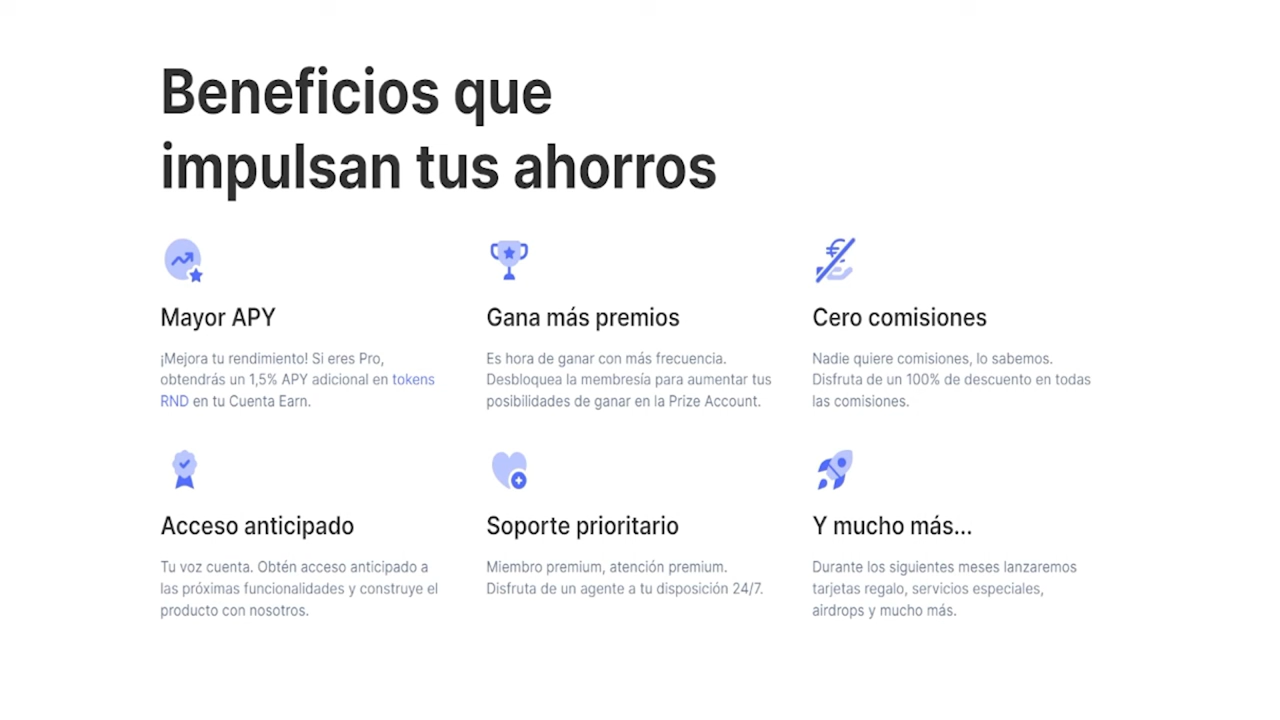 Beneficios que
impulsan tus ahorros
Mayor APY
¡Mejora tu rendimiento! Si eres Pro,
obtendrás un 1,5% APY adicional en tokens
RND en tu Cuenta Earn.
Gana más premios
Es hora de ganar con más frecuencia.
Desbloquea la membresía para aumentar tus
posibilidades de ganar en la Prize Account.
Cero comisiones
Nadie quiere comisiones, lo sabemos.
Disfruta de un 100% de descuento en todas
las comisiones.
Acceso anticipado
Tu voz cuenta. Obtén acceso anticipado a
las próximas funcionalidades y construye el
producto con nosotros.
Soporte prioritario
Miembro premium, atención premium.
Disfruta de un agente a tu disposición 24/7.
Y mucho más...
Durante los siguientes meses lanzaremos
tarjetas regalo, servicios especiales,
airdrops y mucho más.